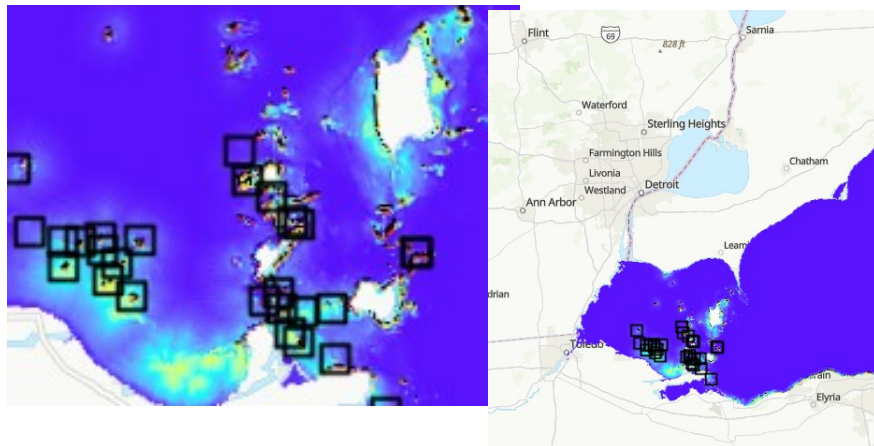 Flint
69
828 ft
Sarnia
Waterford
Sterling Heights
Farmington Hills
Chatham
Livonia
Westland
Detroit
Ann Arbor
Leami
drian
Toledo
rain
Elyria